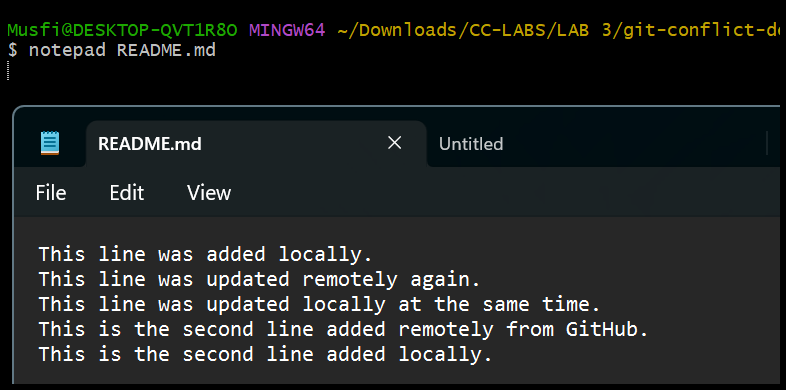 Musfi@DESKTOP-QVT1R8O MINGW64 ~/Downloads/CC-LABS/LAB 3/git-conflict-de
$ notepad README.md
README.md Untitled
File Edit View
This line was added locally.
This line was updated remotely again.
This line was updated locally at the same time.
This is the second line added remotely from GitHub.
This is the second line added locally.